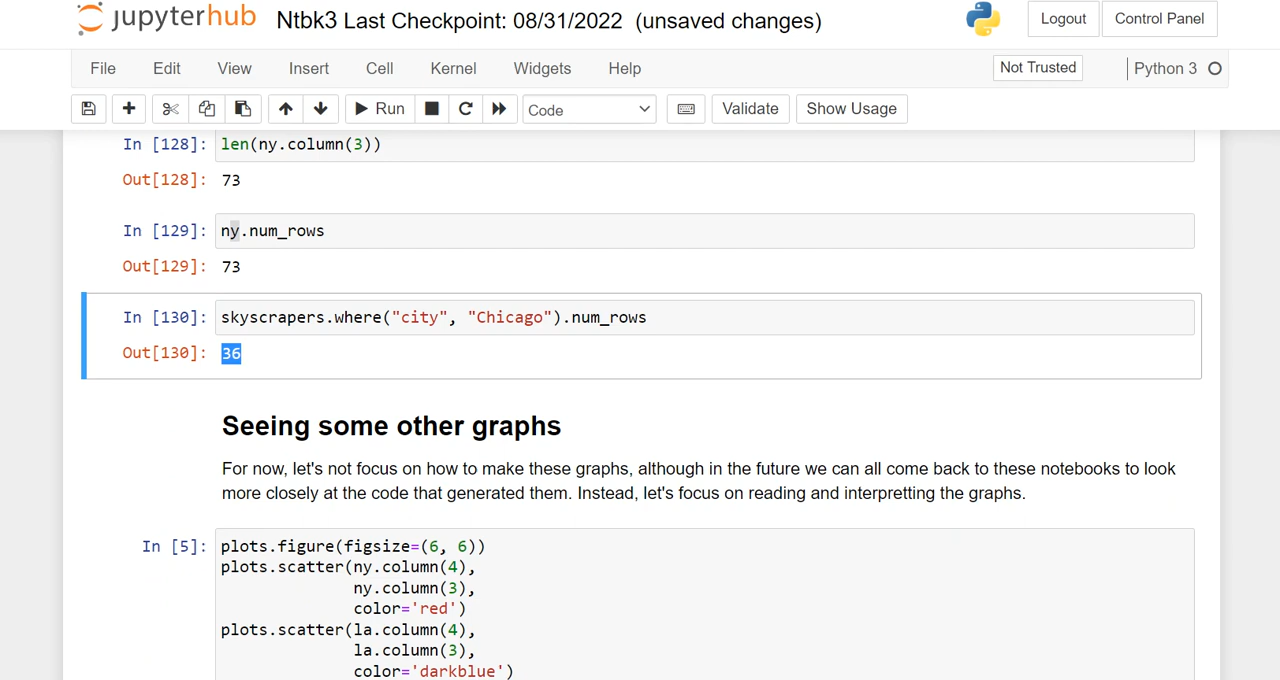 jupyterhub Ntbk3 Last Checkpoint: 08/31/2022 (unsaved changes) Logout Control Panel
File Edit View Insert Cell Kernel Widgets Help Not Trusted Python 3
Run Code Validate Show Usage
In [128]: len(ny.column(3))
Out[128]: 73
In [129]: ny.num_rows
Out[129]: 73
In [130]: skyscrapers.where("city", "Chicago").num_rows
Out[130]: 36
Seeing some other graphs
For now, let's not focus on how to make these graphs, although in the future we can all come back to these notebooks to look
more closely at the code that generated them. Instead, let's focus on reading and interpretting the graphs.
In [5]: plots.figure(figsize=(6, 6))
plots.scatter(ny.column(4),
ny.column(3),
color='red')
plots.scatter(la.column(4),
la.column(3),
color='darkblue')